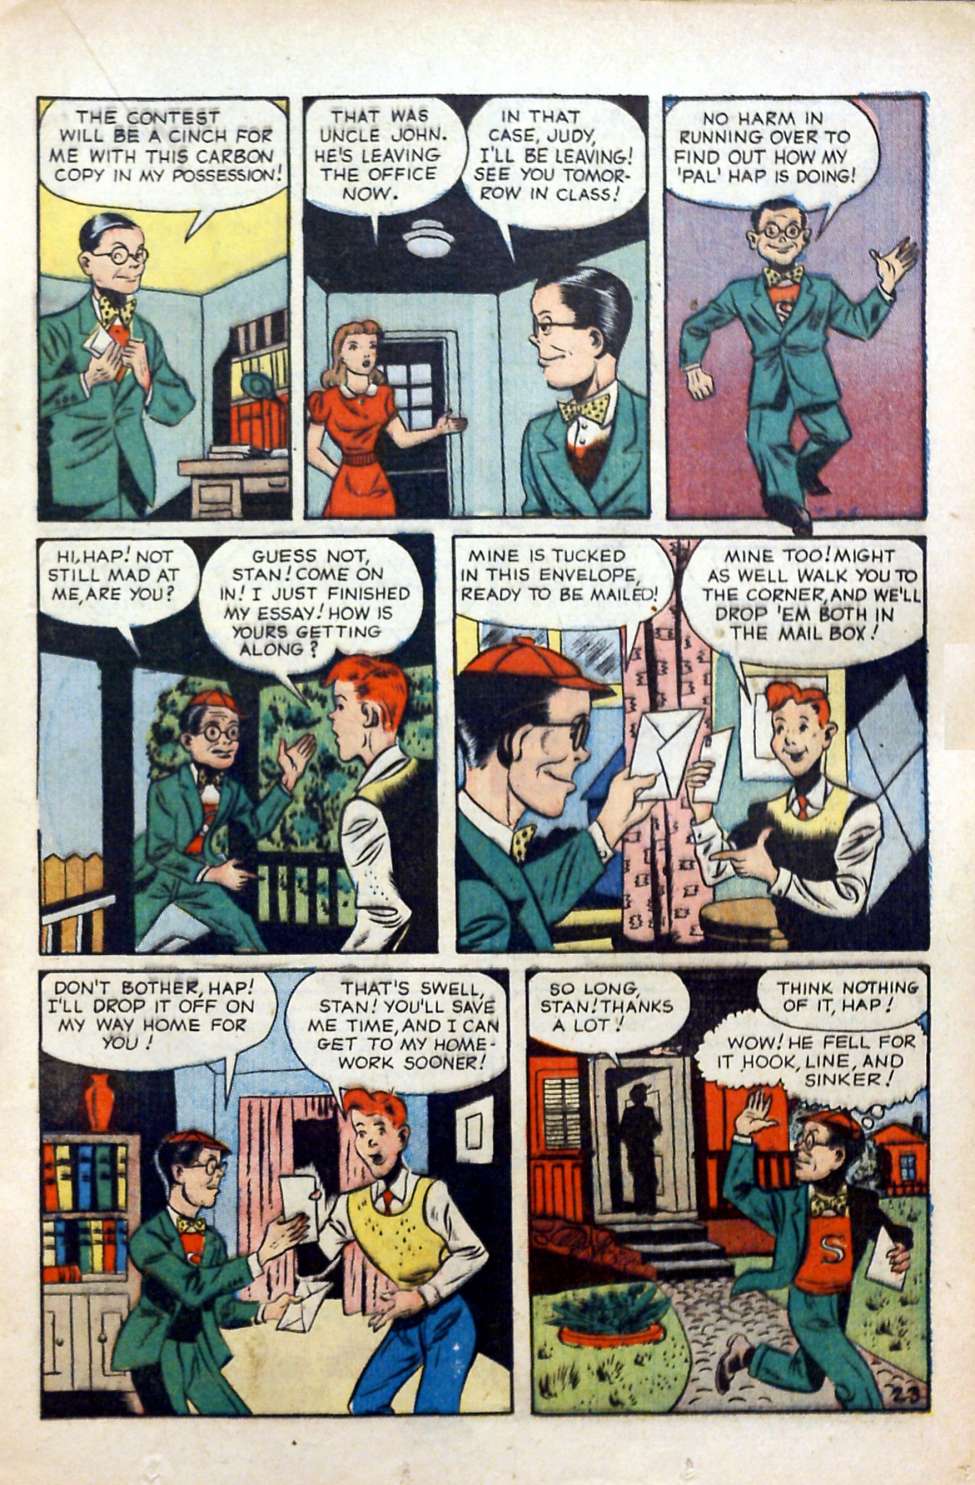 THE CONTEST
WILL BE A CINCH FOR
ME WITH THIS CARBON
COPY IN MY POSSESSION!
THAT WAS
UNCLE JOHN.
HE'S LEAVING
THE OFFICE
NOW.
IN THAT
CASE, JUDY,
I'LL BE LEAVING!
SEE YOU TOMOR-
ROW IN CLASS!
NO HARM IN
RUNNING OVER TO
FIND OUT HOW MY
'PAL' HAP IS DOING!
S
HI, HAP! NOT
STILL MAD AT
ME, ARE YOU?
GUESS NOT,
STAN! COME ON
IN! I JUST FINISHED
MY ESSAY! HOW IS
YOURS GETTING
ALONG?
MINE IS TUCKED
IN THIS ENVELOPE,
READY TO BE MAILED!
MINE TOO! MIGHT
AS WELL WALK YOU TO
THE CORNER, AND WE'LL
DROP 'EM BOTH IN
THE MAIL BOX!
DON'T BOTHER, HAP!
I'LL DROP IT OFF ON
MY WAY HOME FOR
YOU!
THAT'S SWELL,
STAN! YOU'LL SAVE
ME TIME, AND I CAN
GET TO MY HOME-
WORK SOONER!
S
SO LONG,
STAN! THANKS
A LOT!
THINK NOTHING
OF IT, HAP!
WOW! HE FELL FOR
IT HOOK, LINE, AND
SINKER!
S
23